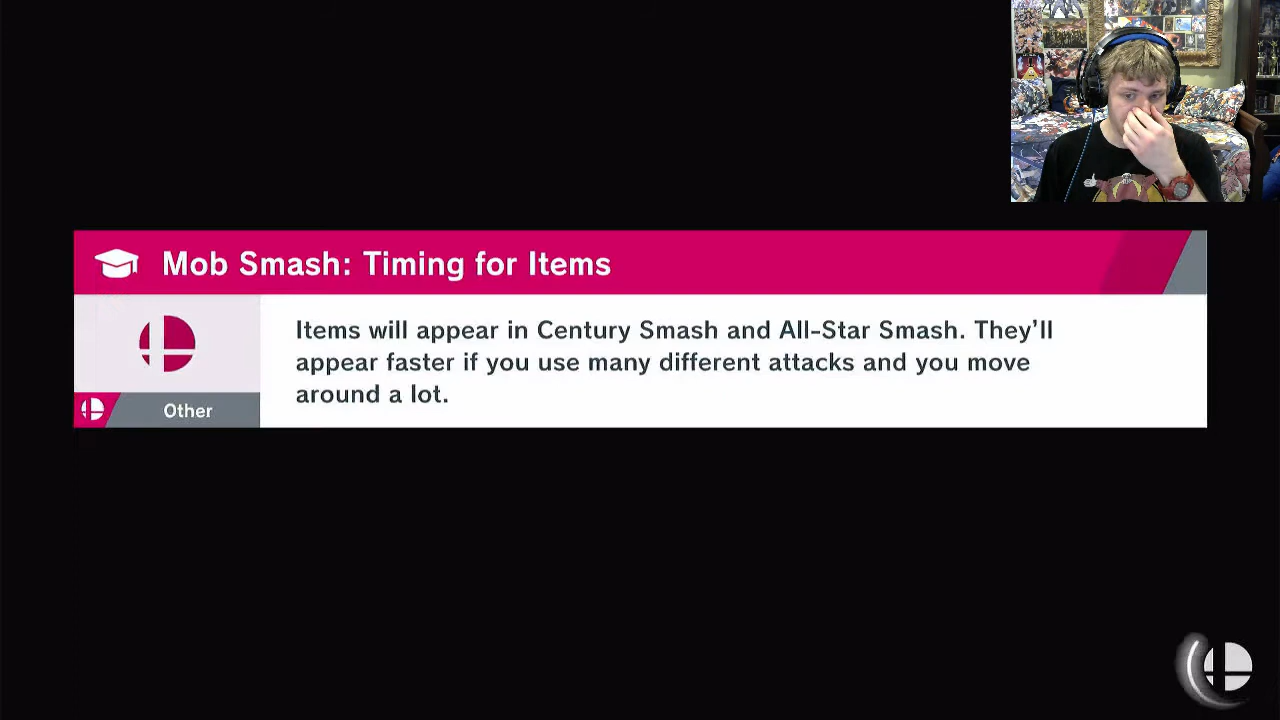 Mob Smash: Timing for Items
Items will appear in Century Smash and All-Star Smash. They'll
appear faster if you use many different attacks and you move
around a lot.
Other